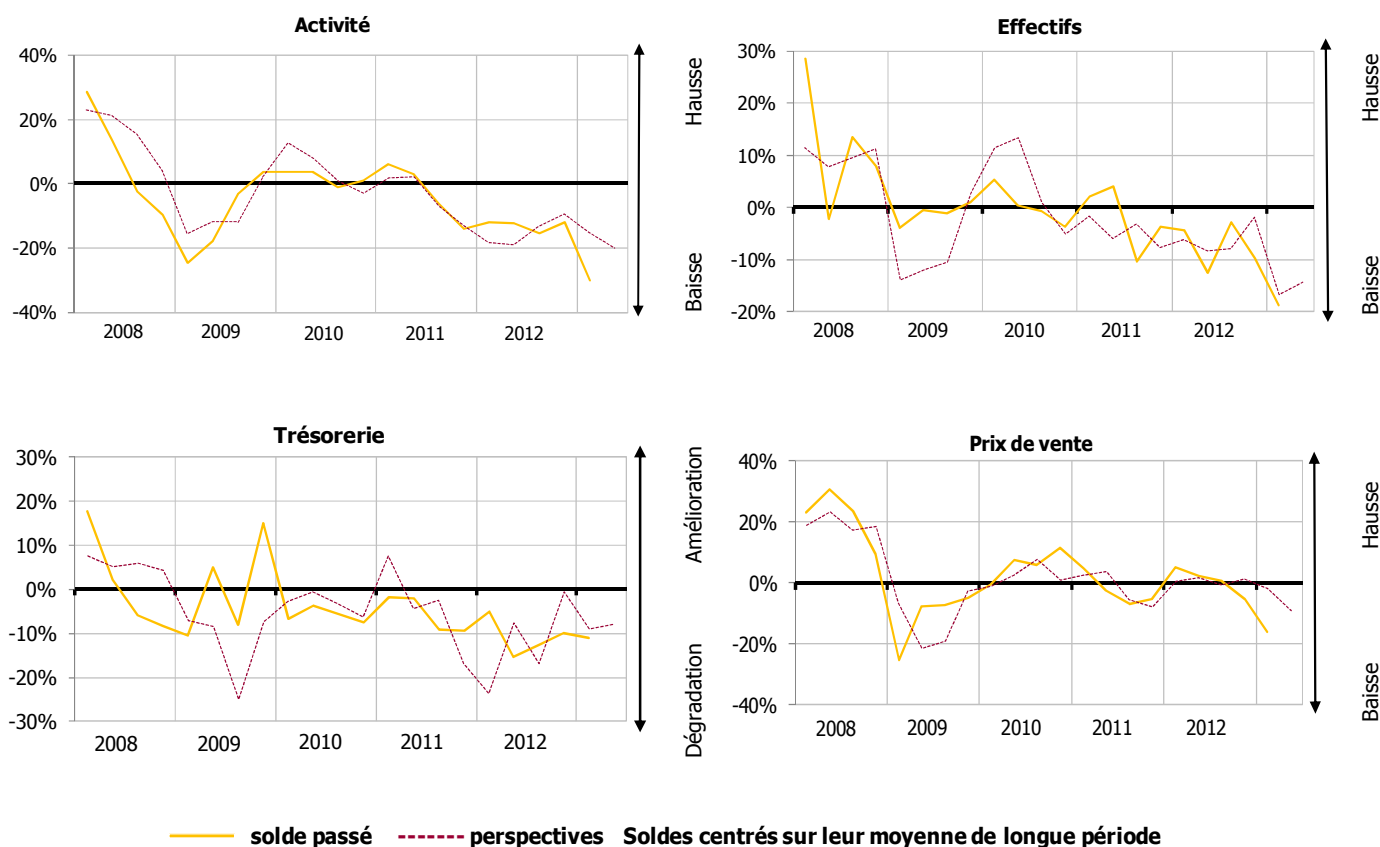 Activité
40%
20%
0%
-20%
-40%
2008 2009 2010 2011 2012
Hausse
Baisse
Effectifs
30%
20%
10%
0%
-10%
-20%
2008 2009 2010 2011 2012
Hausse
Baisse
Trésorerie
30%
20%
10%
0%
-10%
-20%
-30%
2008 2009 2010 2011 2012
Amélioration
Dégradation
Prix de vente
40%
20%
0%
-20%
-40%
2008 2009 2010 2011 2012
Hausse
Baisse
solde passé perspectives Soldes centrés sur leur moyenne de longue période